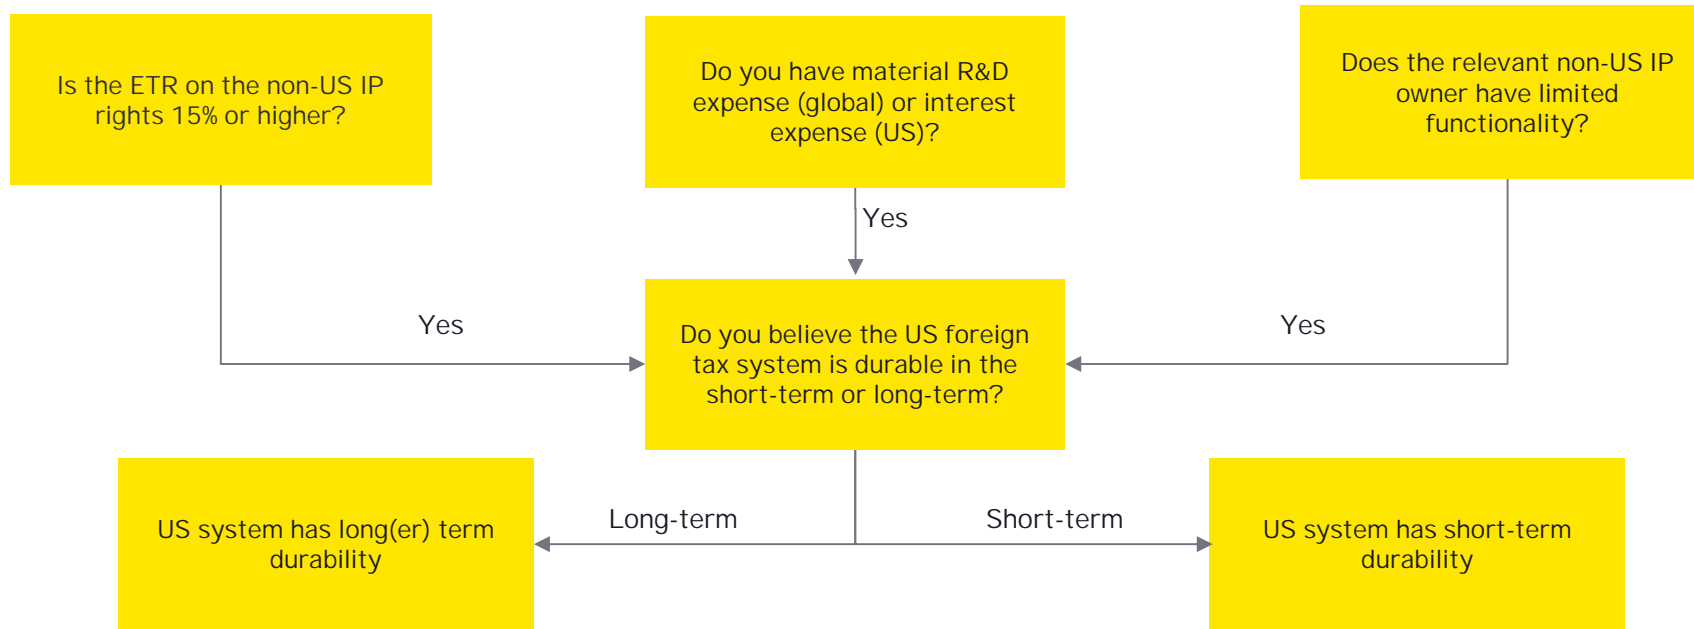 Is the ETR on the non-US IP
rights 15% or higher?
Do you have material R&D
expense (global) or interest
expense (US)?
Does the relevant non-US IP
owner have limited
functionality?
Yes
Yes
Yes
Do you believe the US foreign
tax system is durable in the
short-term or long-term?
Long-term
Short-term
US system has long(er) term
durability
US system has short-term
durability